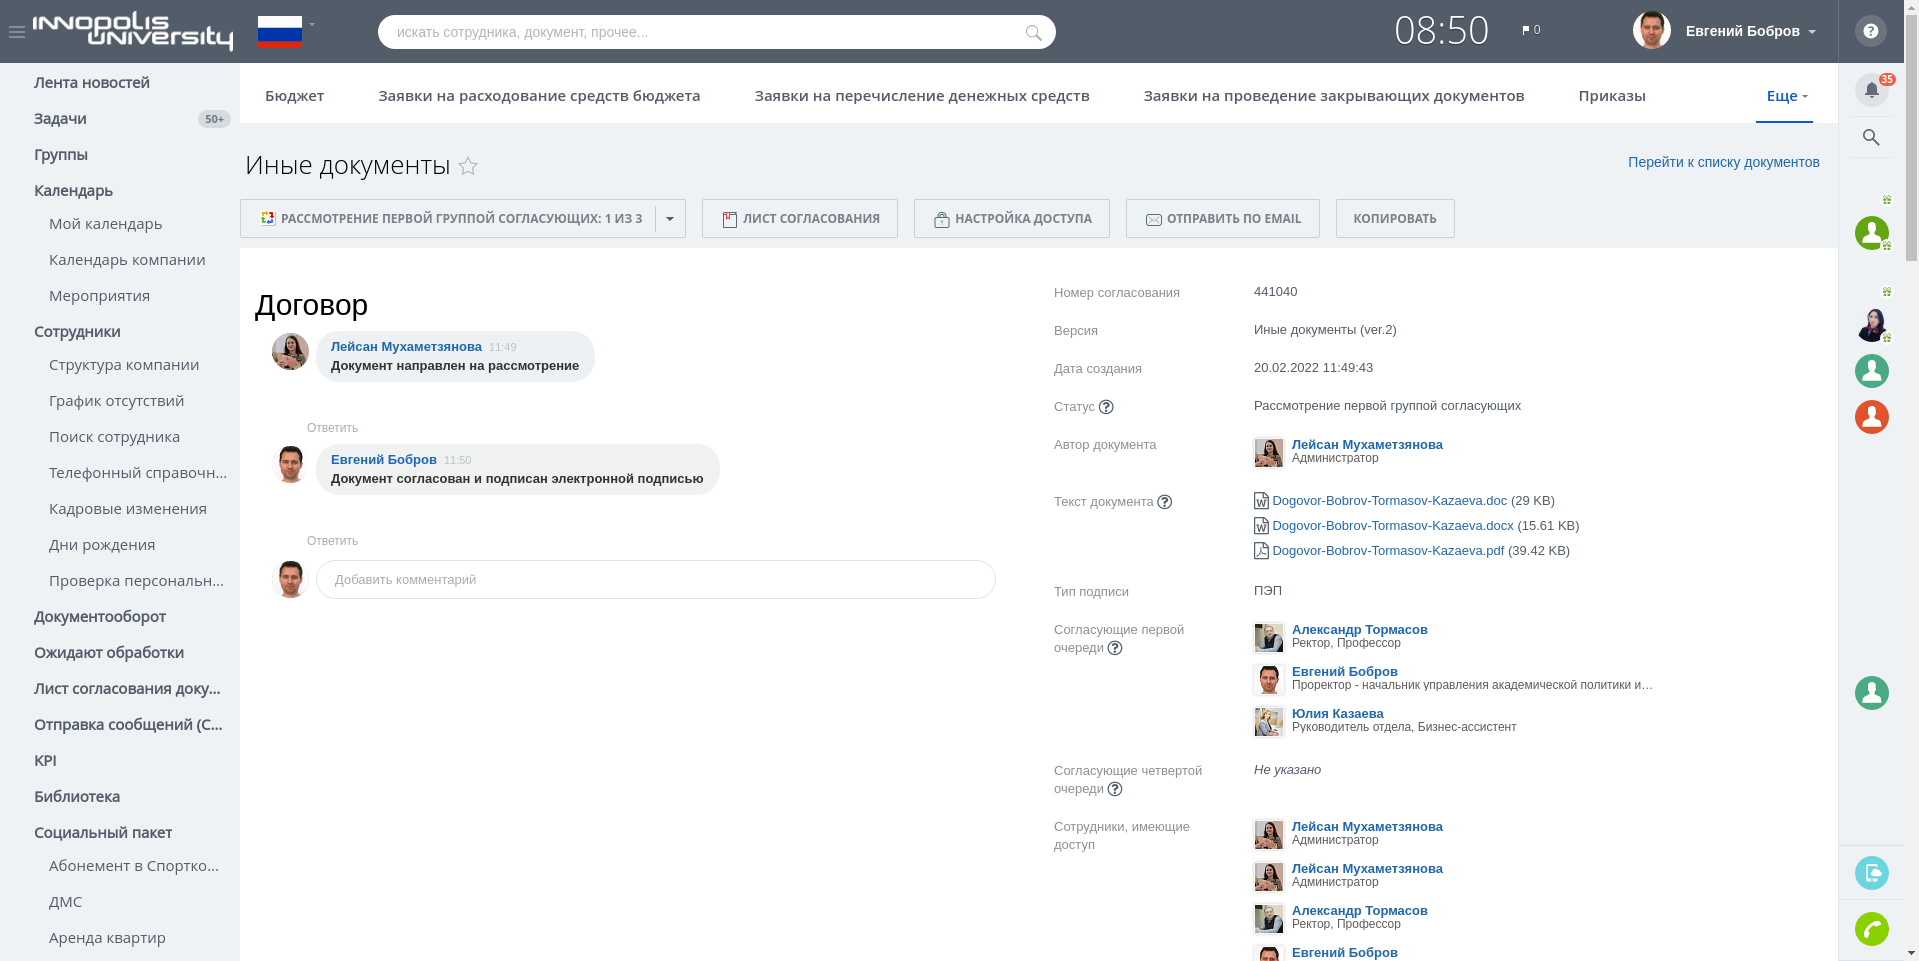 INNOPOLIS
UNIVERSITY
искать сотрудника, документ, прочее...
08:50
0
Евгений Бобров
?
Лента новостей
Задачи
50+
Группы
Календарь
Мой календарь
Календарь компании
Мероприятия
Сотрудники
Структура компании
График отсутствий
Поиск сотрудника
Телефонный справочн...
Кадровые изменения
Дни рождения
Проверка персональн...
Документооборот
Ожидают обработки
Лист согласования доку...
Отправка сообщений (С...
KPI
Библиотека
Социальный пакет
Абонемент в Спортко...
ДМС
Аренда квартир
Бюджет
Заявки на расходование средств бюджета
Заявки на перечисление денежных средств
Заявки на проведение закрывающих документов
Приказы
Еще
35
Иные документы
Перейти к списку документов
РАССМОТРЕНИЕ ПЕРВОЙ ГРУППОЙ СОГЛАСУЮЩИХ: 1 ИЗ 3
ЛИСТ СОГЛАСОВАНИЯ
НАСТРОЙКА ДОСТУПА
ОТПРАВИТЬ ПО EMAIL
КОПИРОВАТЬ
Договор
Лейсан Мухаметзянова 11:49
Документ направлен на рассмотрение
Ответить
Евгений Бобров 11:50
Документ согласован и подписан электронной подписью
Ответить
Добавить комментарий
Номер согласования
441040
Версия
Иные документы (ver.2)
Дата создания
20.02.2022 11:49:43
Статус ?
Рассмотрение первой группой согласующих
Автор документа
Лейсан Мухаметзянова
Администратор
Текст документа ?
Dogovor-Bobrov-Tormasov-Kazaeva.doc (29 KB)
Dogovor-Bobrov-Tormasov-Kazaeva.docx (15.61 KB)
Dogovor-Bobrov-Tormasov-Kazaeva.pdf (39.42 KB)
Тип подписи
ПЭП
Согласующие первой
очереди ?
Александр Тормасов
Ректор, Профессор
Евгений Бобров
Проректор - начальник управления академической политики и...
Юлия Казаева
Руководитель отдела, Бизнес-ассистент
Согласующие четвертой
очереди ?
Не указано
Сотрудники, имеющие
доступ
Лейсан Мухаметзянова
Администратор
Лейсан Мухаметзянова
Администратор
Александр Тормасов
Ректор, Профессор
Евгений Бобров